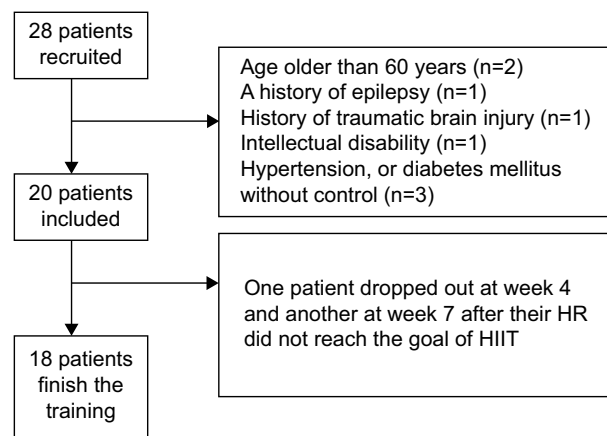 28 patients
recruited
Age older than 60 years (n=2)
A history of epilepsy (n=1)
History of traumatic brain injury (n=1)
Intellectual disability (n=1)
Hypertension, or diabetes mellitus
without control (n=3)
20 patients
included
One patient dropped out at week 4
and another at week 7 after their HR
did not reach the goal of HIIT
18 patients
finish the
training